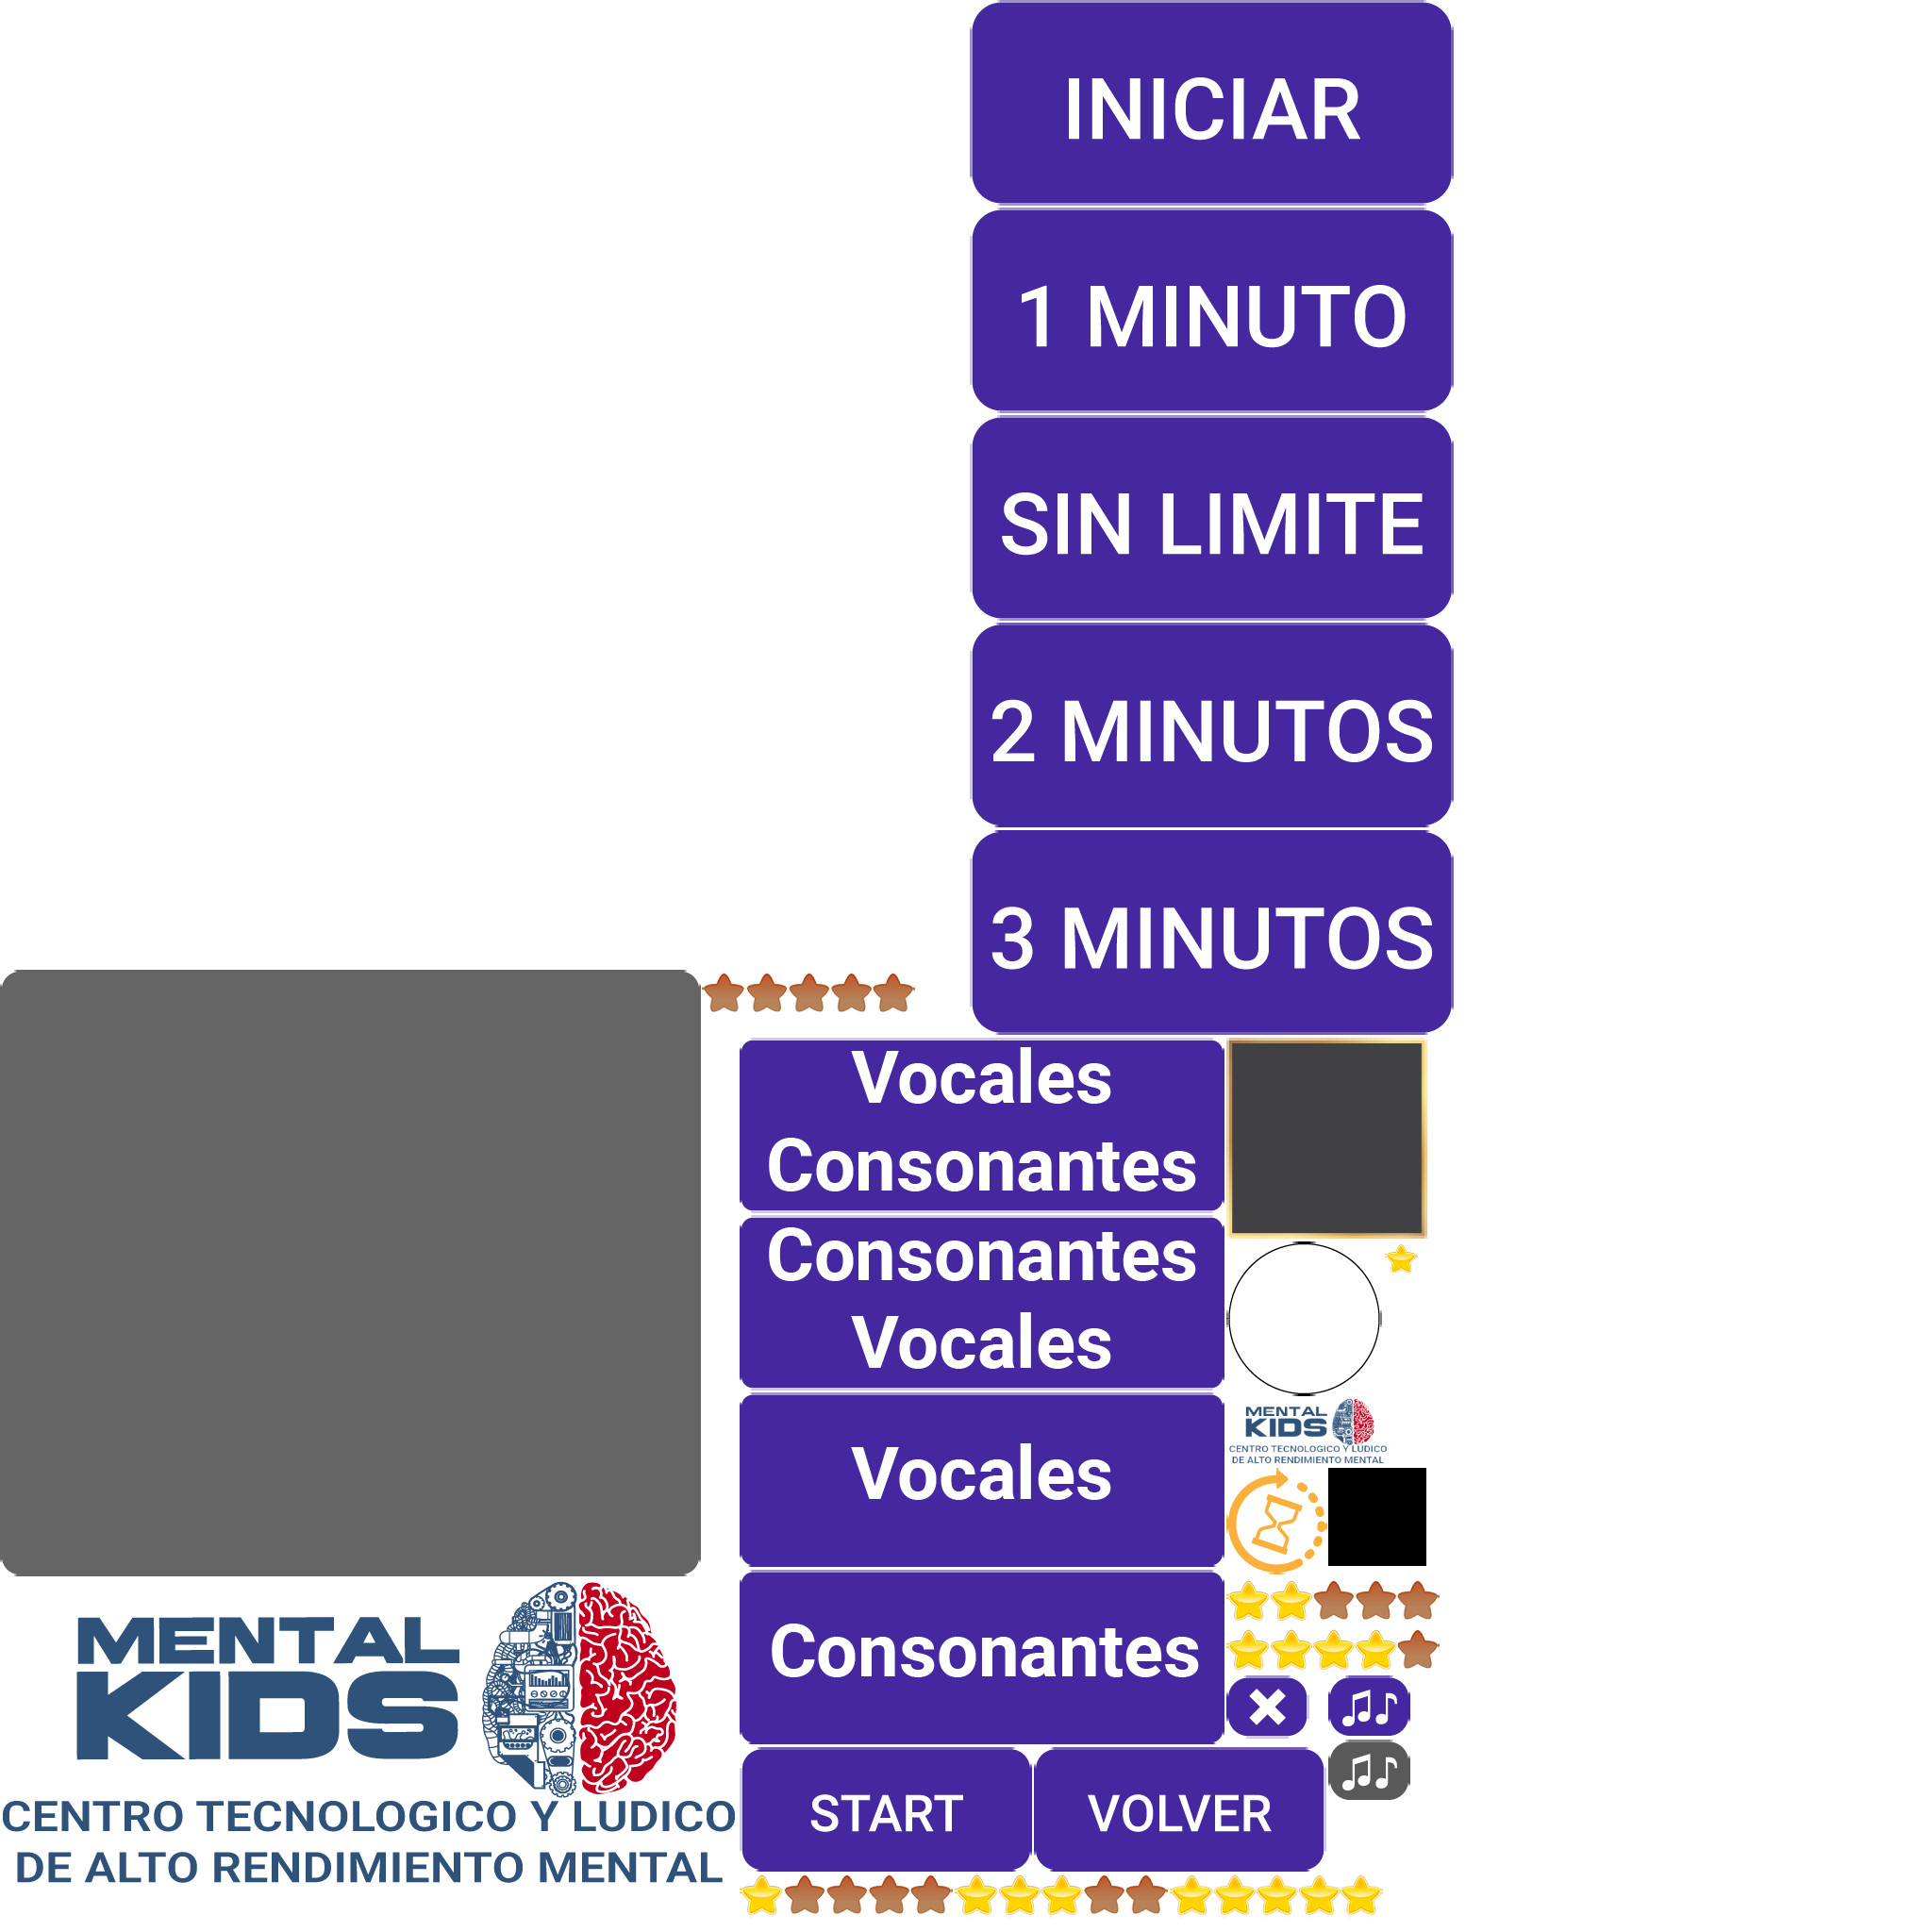 INICIAR
1 MINUTO
SIN LIMITE
2 MINUTOS
3 MINUTOS
Vocales
Consonantes
Consonantes
Vocales
Vocales
Consonantes
START
VOLVER
MENTAL
KIDS
CENTRO TECNOLOGICO Y LUDICO
DE ALTO RENDIMIENTO MENTAL
MENTAL
KIDS
CENTRO TECNOLOGICO Y LUDICO
DE ALTO RENDIMIENTO MENTAL